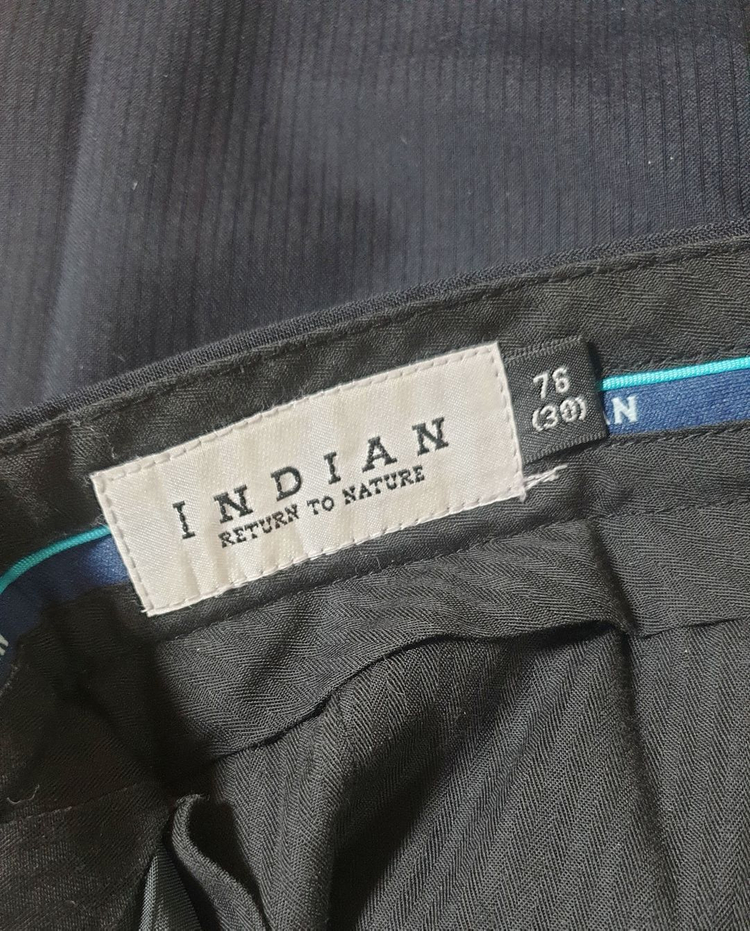 INDIAN
RETURN TO NATURE
76
(30)